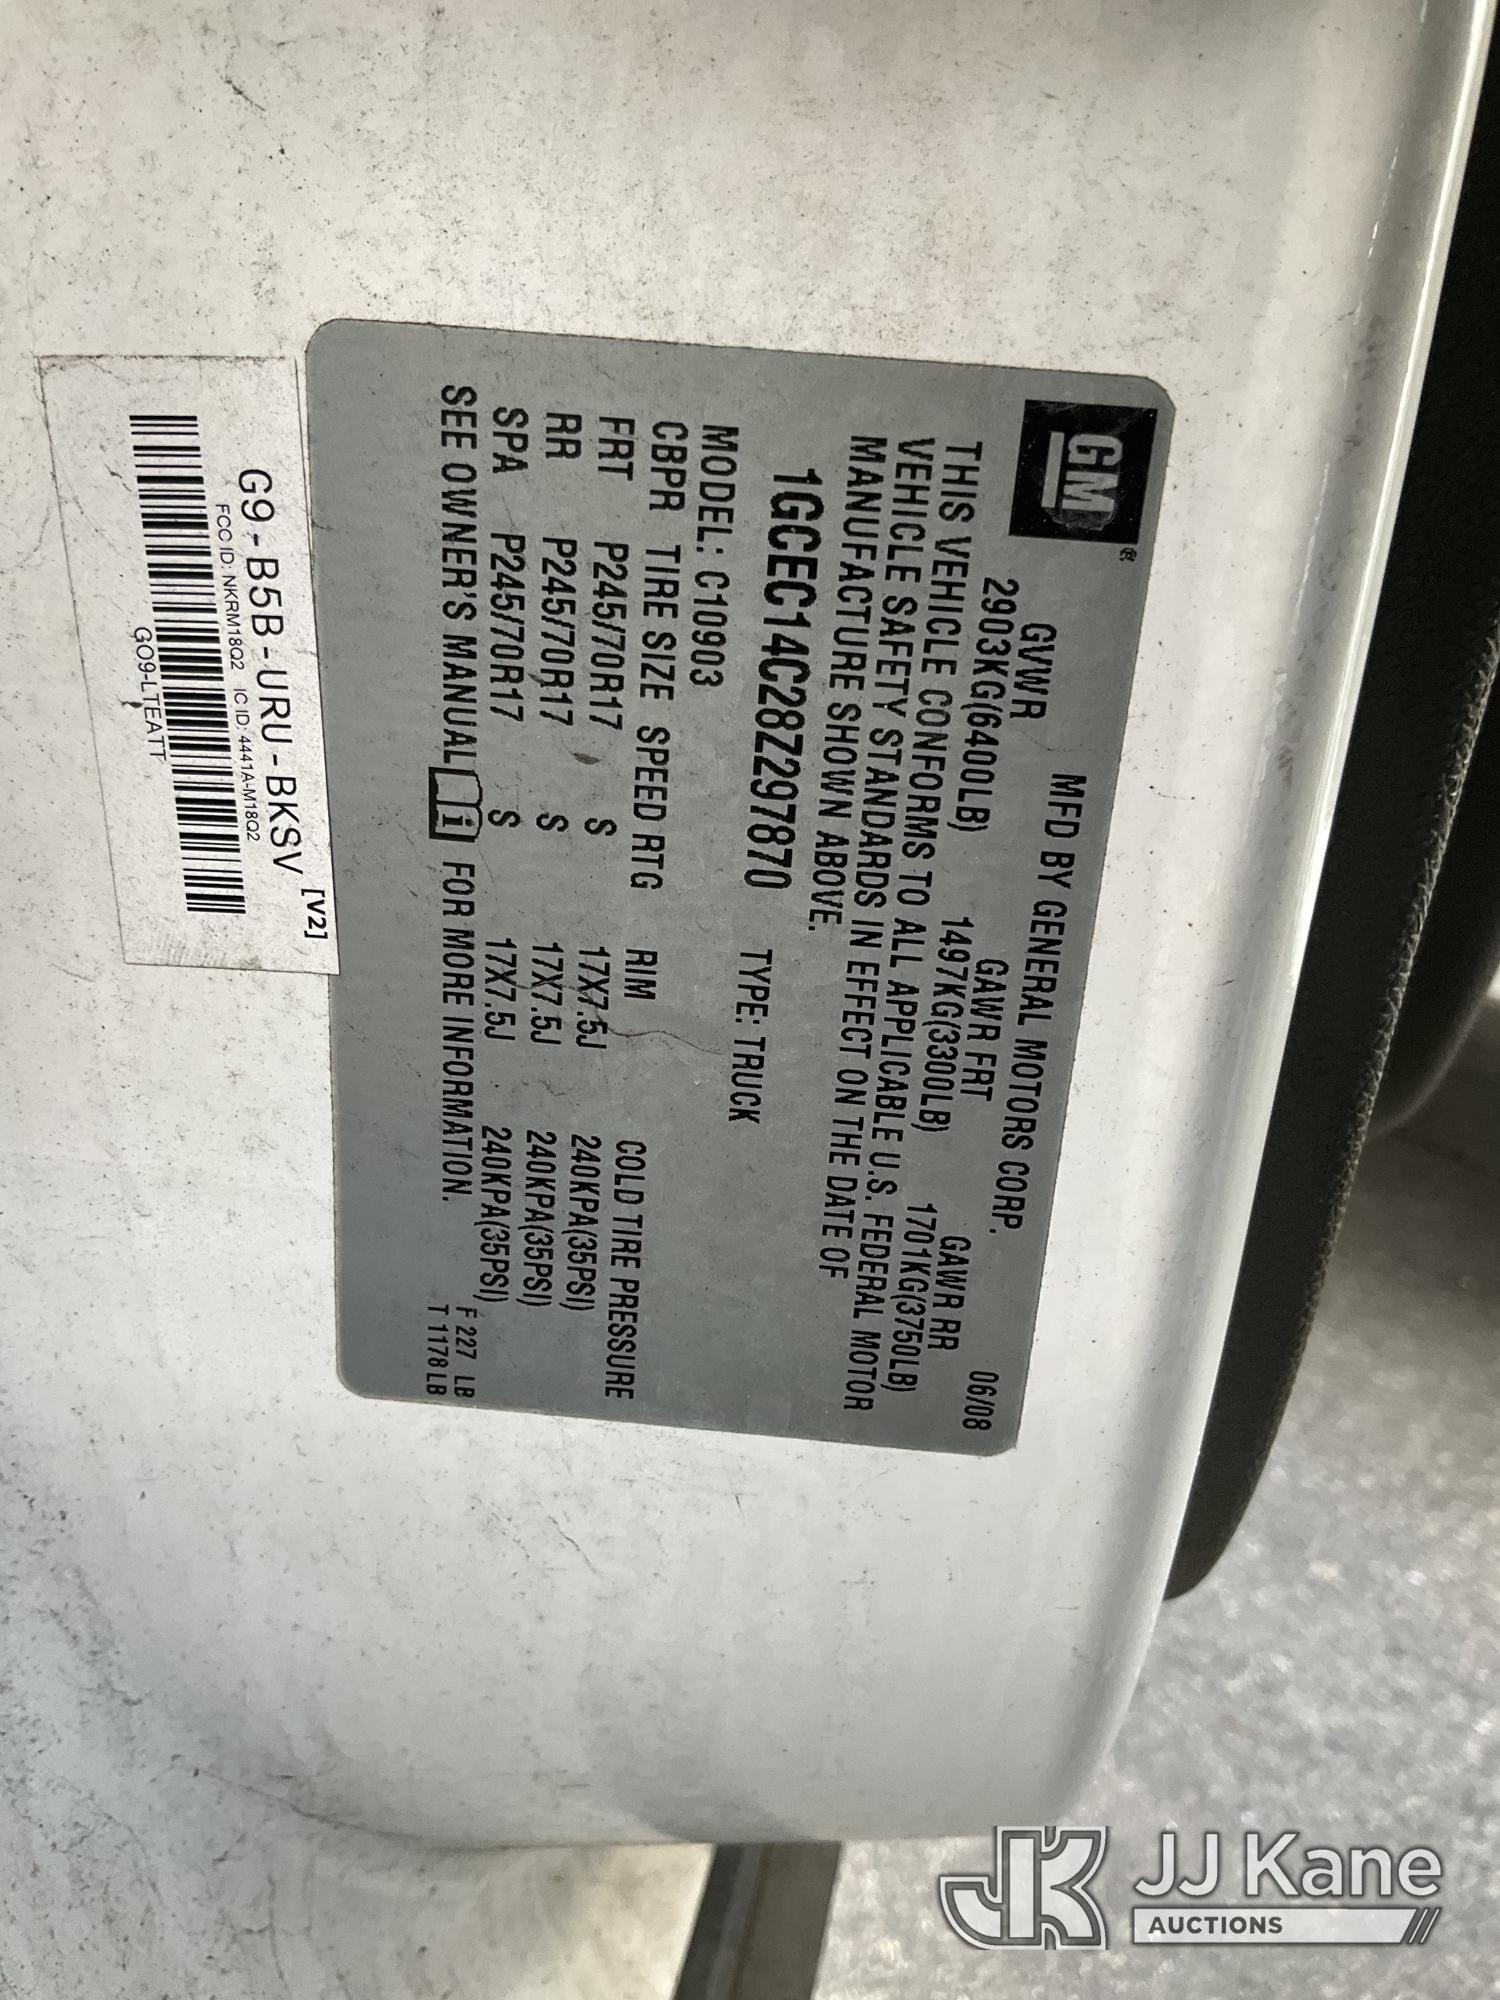 GM®
MFD BY GENERAL MOTORS CORP. 06/08
GVWR GAWR FRT GAWR RR
2903KG(6400LB) 1497KG(3300LB) 1701KG(3750LB)
THIS VEHICLE CONFORMS TO ALL APPLICABLE U.S. FEDERAL MOTOR
VEHICLE SAFETY STANDARDS IN EFFECT ON THE DATE OF
MANUFACTURE SHOWN ABOVE.
1GCEC14C28Z297870 TYPE: TRUCK
MODEL: C10903
CBPR TIRE SIZE SPEED RTG RIM COLD TIRE PRESSURE
FRT P245/70R17 S 17X7.5J 240KPA(35PSI)
RR P245/70R17 S 17X7.5J 240KPA(35PSI)
SPA P245/70R17 S 17X7.5J 240KPA(35PSI)
SEE OWNER'S MANUAL i FOR MORE INFORMATION.
F 227 LB
T 1178 LB
[V2]
G9-B5B-URU-BKSV
FCC ID: NKRM18Q2 IC ID: 4441A-M18Q2
GO9-LTEATT
JK
JJ Kane
AUCTIONS